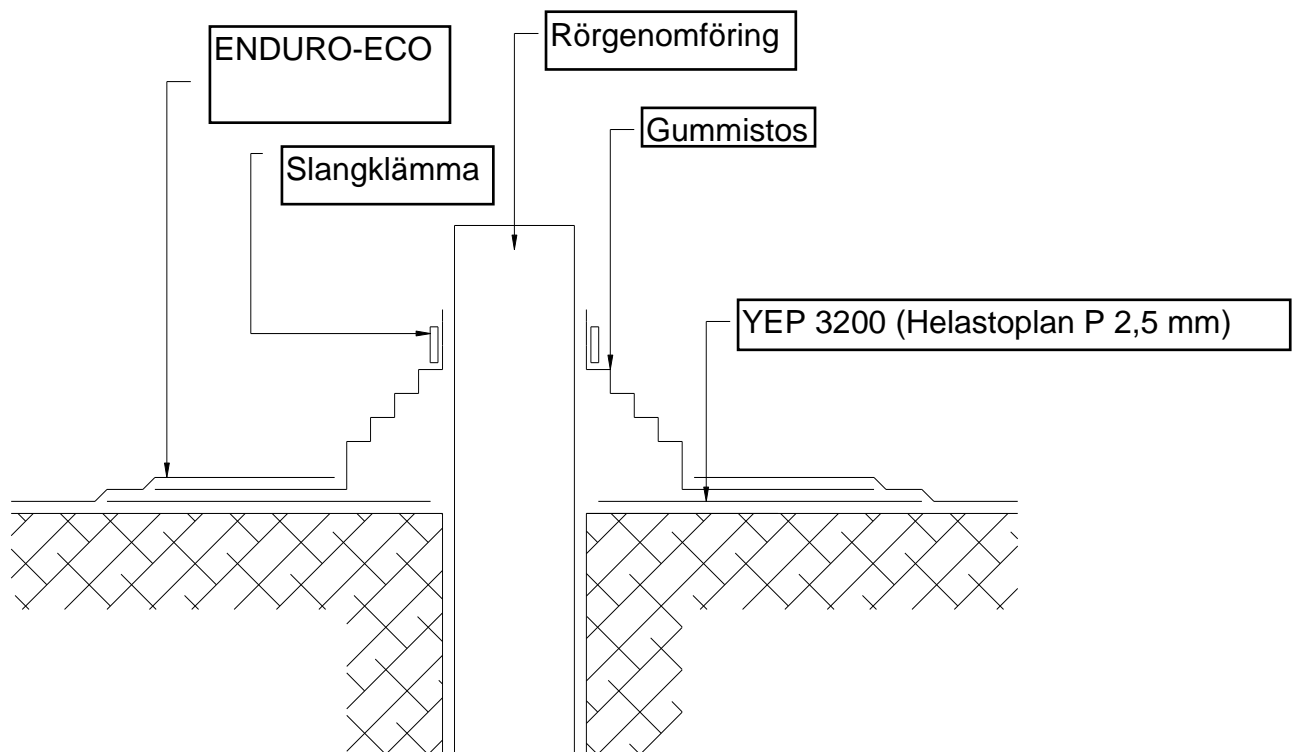 ENDURO-ECO
Rörgenomföring
Gummistos
Slangklämma
YEP 3200 (Helastoplan P 2,5 mm)